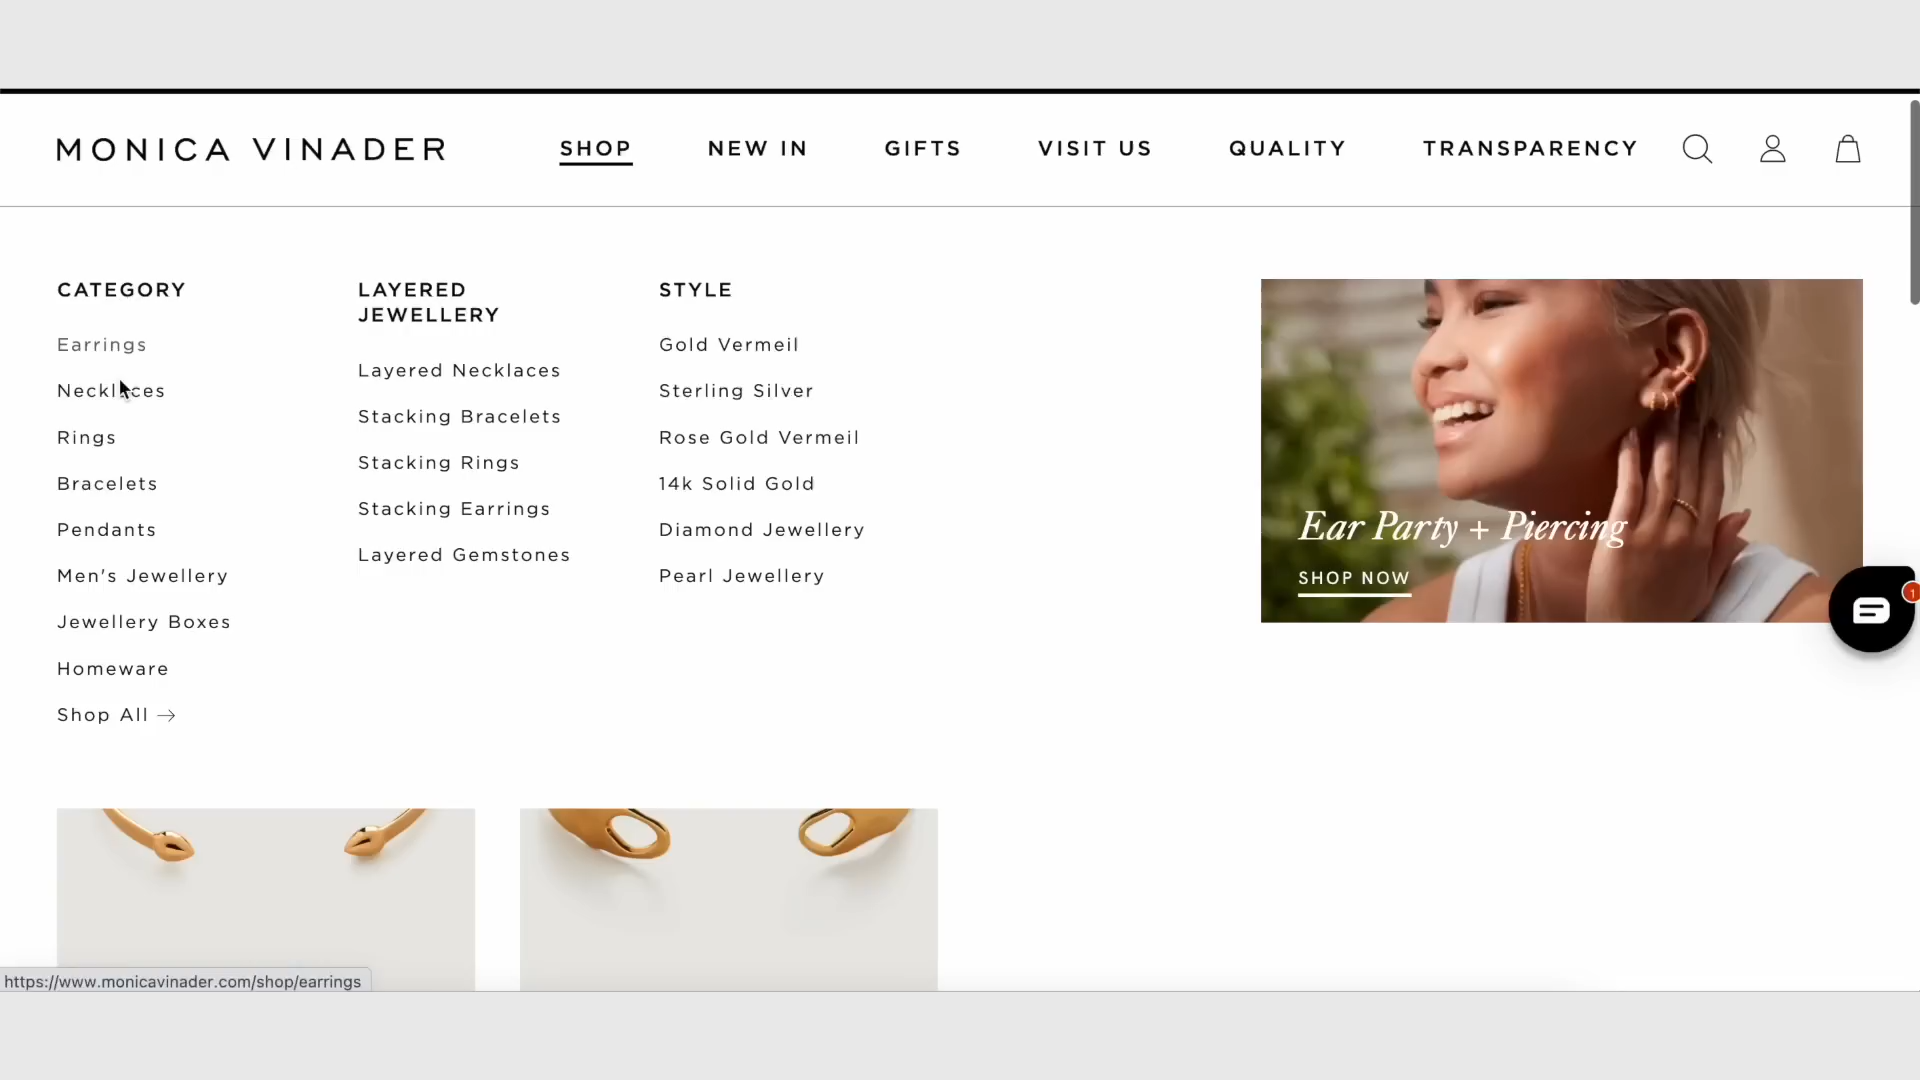 MONICA VINADER
SHOP
NEW IN
GIFTS
VISIT US
QUALITY
TRANSPARENCY
CATEGORY
Earrings
Necklaces
Rings
Bracelets
Pendants
Men's Jewellery
Jewellery Boxes
Homeware
Shop All →
LAYERED
JEWELLERY
Layered Necklaces
Stacking Bracelets
Stacking Rings
Stacking Earrings
Layered Gemstones
STYLE
Gold Vermeil
Sterling Silver
Rose Gold Vermeil
14k Solid Gold
Diamond Jewellery
Pearl Jewellery
Ear Party + Piercing
SHOP NOW
1
https://www.monicavinader.com/shop/earrings